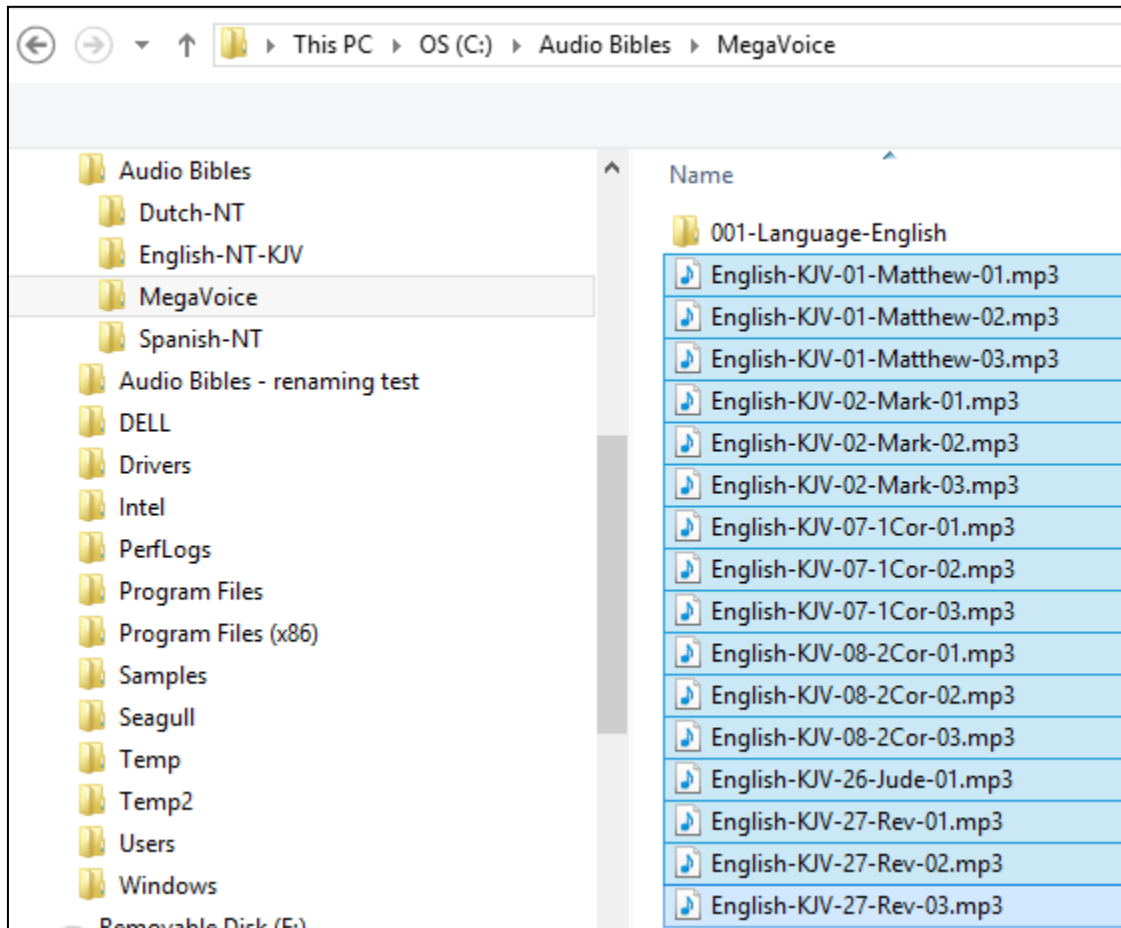 This PC OS (C:) Audio Bibles MegaVoice
Audio Bibles
Dutch-NT
English-NT-KJV
MegaVoice
Spanish-NT
Audio Bibles - renaming test
DELL
Drivers
Intel
PerfLogs
Program Files
Program Files (x86)
Samples
Seagull
Temp
Temp2
Users
Windows
Removable Disk (F:)
Name
001-Language-English
English-KJV-01-Matthew-01.mp3
English-KJV-01-Matthew-02.mp3
English-KJV-01-Matthew-03.mp3
English-KJV-02-Mark-01.mp3
English-KJV-02-Mark-02.mp3
English-KJV-02-Mark-03.mp3
English-KJV-07-1Cor-01.mp3
English-KJV-07-1Cor-02.mp3
English-KJV-07-1Cor-03.mp3
English-KJV-08-2Cor-01.mp3
English-KJV-08-2Cor-02.mp3
English-KJV-08-2Cor-03.mp3
English-KJV-26-Jude-01.mp3
English-KJV-27-Rev-01.mp3
English-KJV-27-Rev-02.mp3
English-KJV-27-Rev-03.mp3